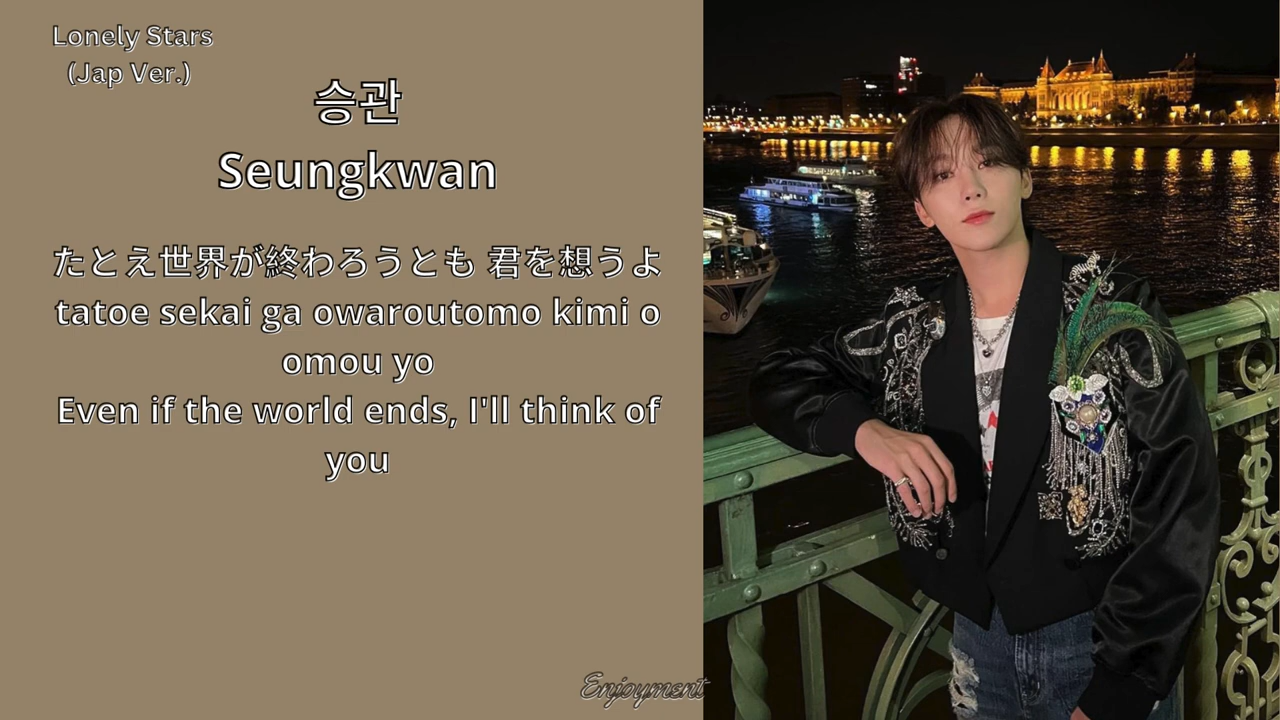 Lonely Stars
(Jap Ver.)
승관
Seungkwan
たとえ世界が終わろうとも 君を想うよ
tatoe sekai ga owaroutomo kimi o
omou yo
Even if the world ends, I'll think of
you
Enjoyment